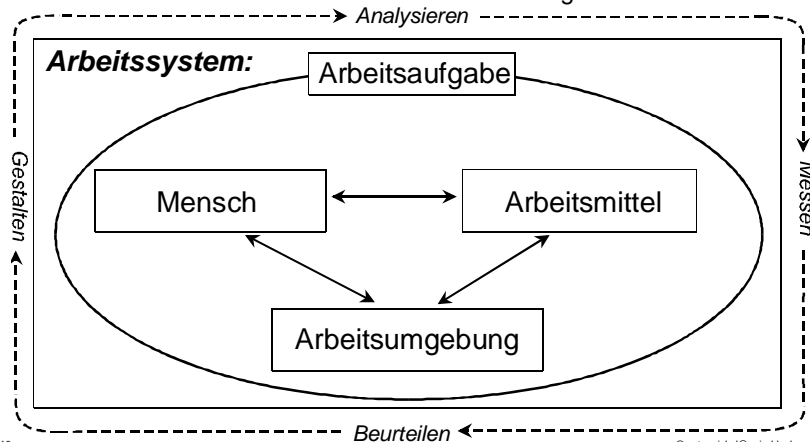 Analysieren
Arbeitssystem:
Arbeitsaufgabe
Gestalten
Messen
Mensch
Arbeitsmittel
Arbeitsumgebung
Beurteilen